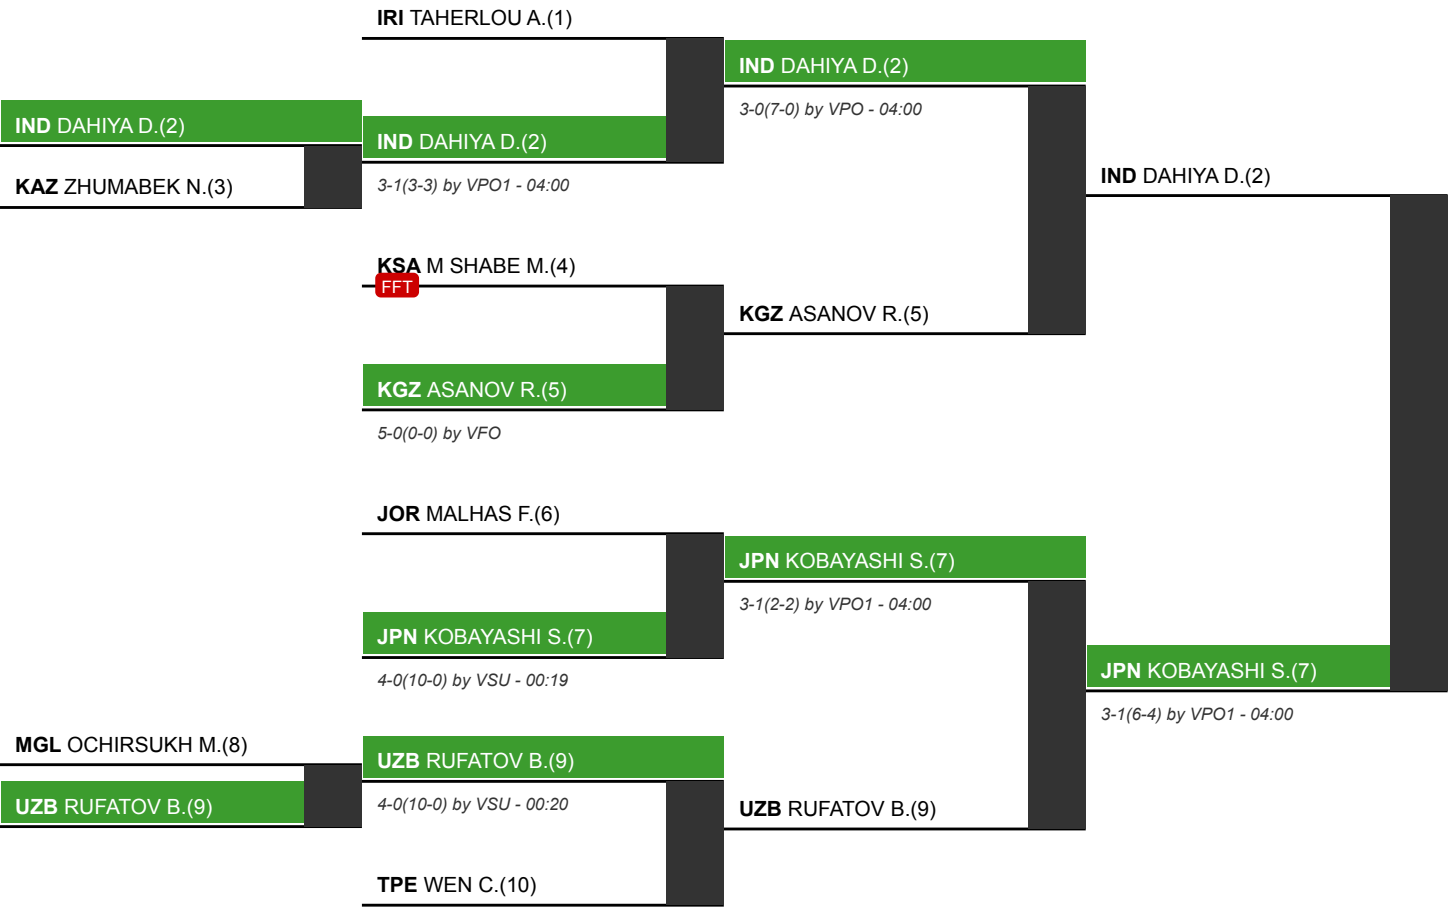 IRI TAHERLOU A.(1)
IND DAHIYA D.(2)
3-0(7-0) by VPO - 04:00
IND DAHIYA D.(2)
IND DAHIYA D.(2)
KAZ ZHUMABEK N.(3)
3-1(3-3) by VPO1 - 04:00
IND DAHIYA D.(2)
KSA M SHABE M.(4)
FFT
KGZ ASANOV R.(5)
KGZ ASANOV R.(5)
5-0(0-0) by VFO
JOR MALHAS F.(6)
JPN KOBAYASHI S.(7)
3-1(2-2) by VPO1 - 04:00
JPN KOBAYASHI S.(7)
4-0(10-0) by VSU - 00:19
JPN KOBAYASHI S.(7)
3-1(6-4) by VPO1 - 04:00
MGL OCHIRSUKH M.(8)
UZB RUFATOV B.(9)
UZB RUFATOV B.(9)
4-0(10-0) by VSU - 00:20
UZB RUFATOV B.(9)
TPE WEN C.(10)